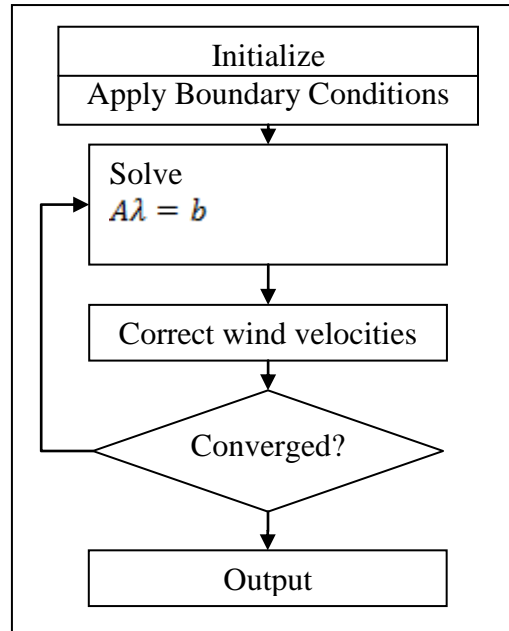 Initialize
Apply Boundary Conditions
Solve
Aλ = b
Correct wind velocities
Converged?
Output